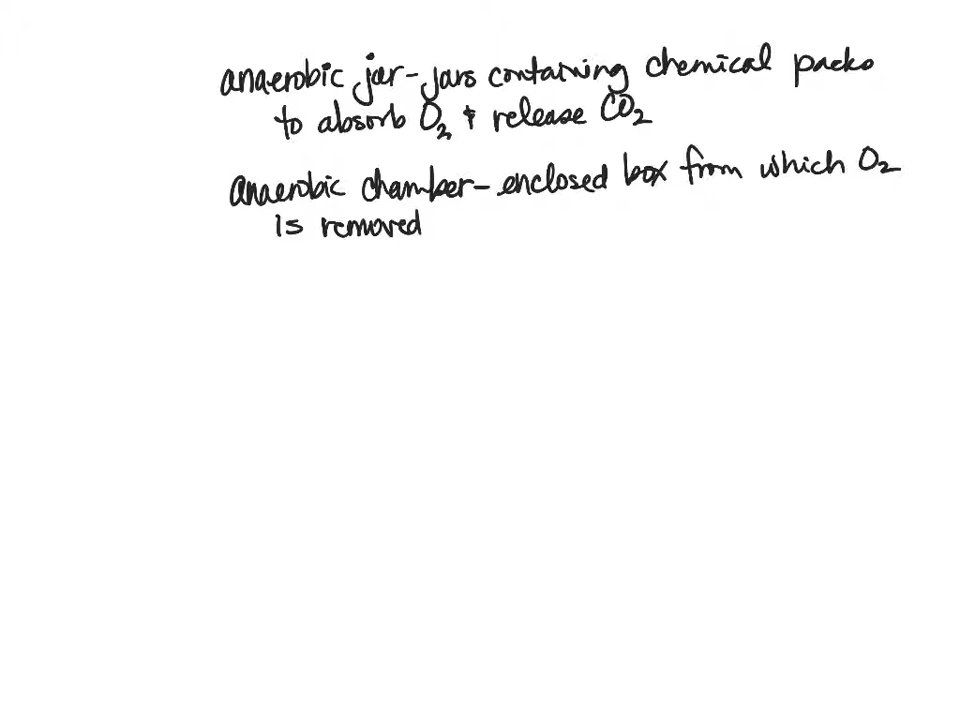 anaerobic jar - jars containing chemical packs
to absorb O₂ & release CO₂
anaerobic chamber - enclosed box from which O₂
is removed